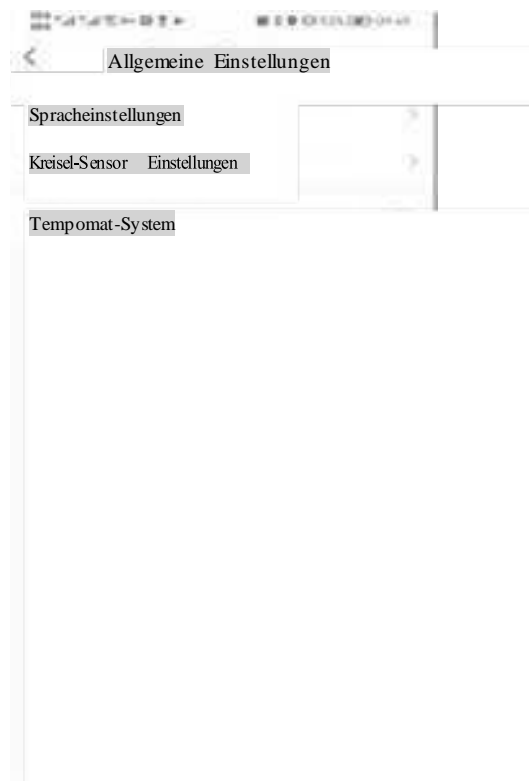 Allgemeine Einstellungen
Spracheinstellungen
Kreisel-Sensor Einstellungen
Tempomat-System